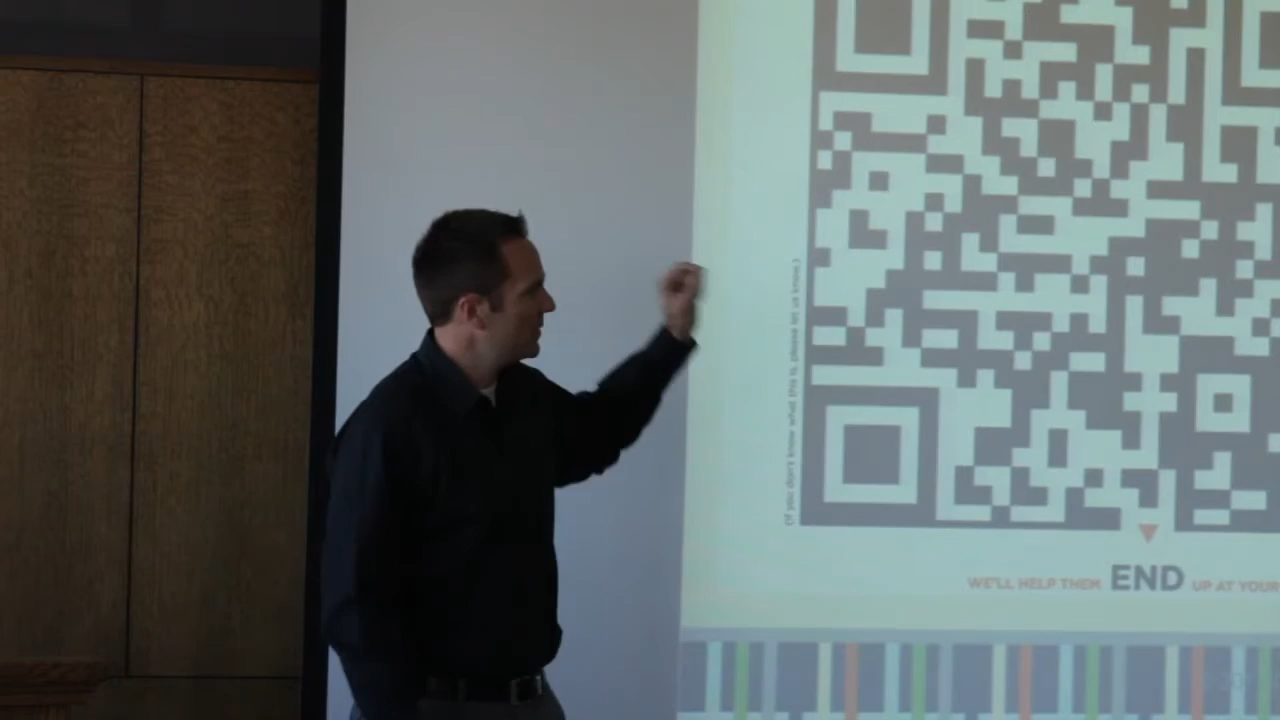 (If you don't know what this is, please let us know.)
WE'LL HELP THEM END UP AT YOUR